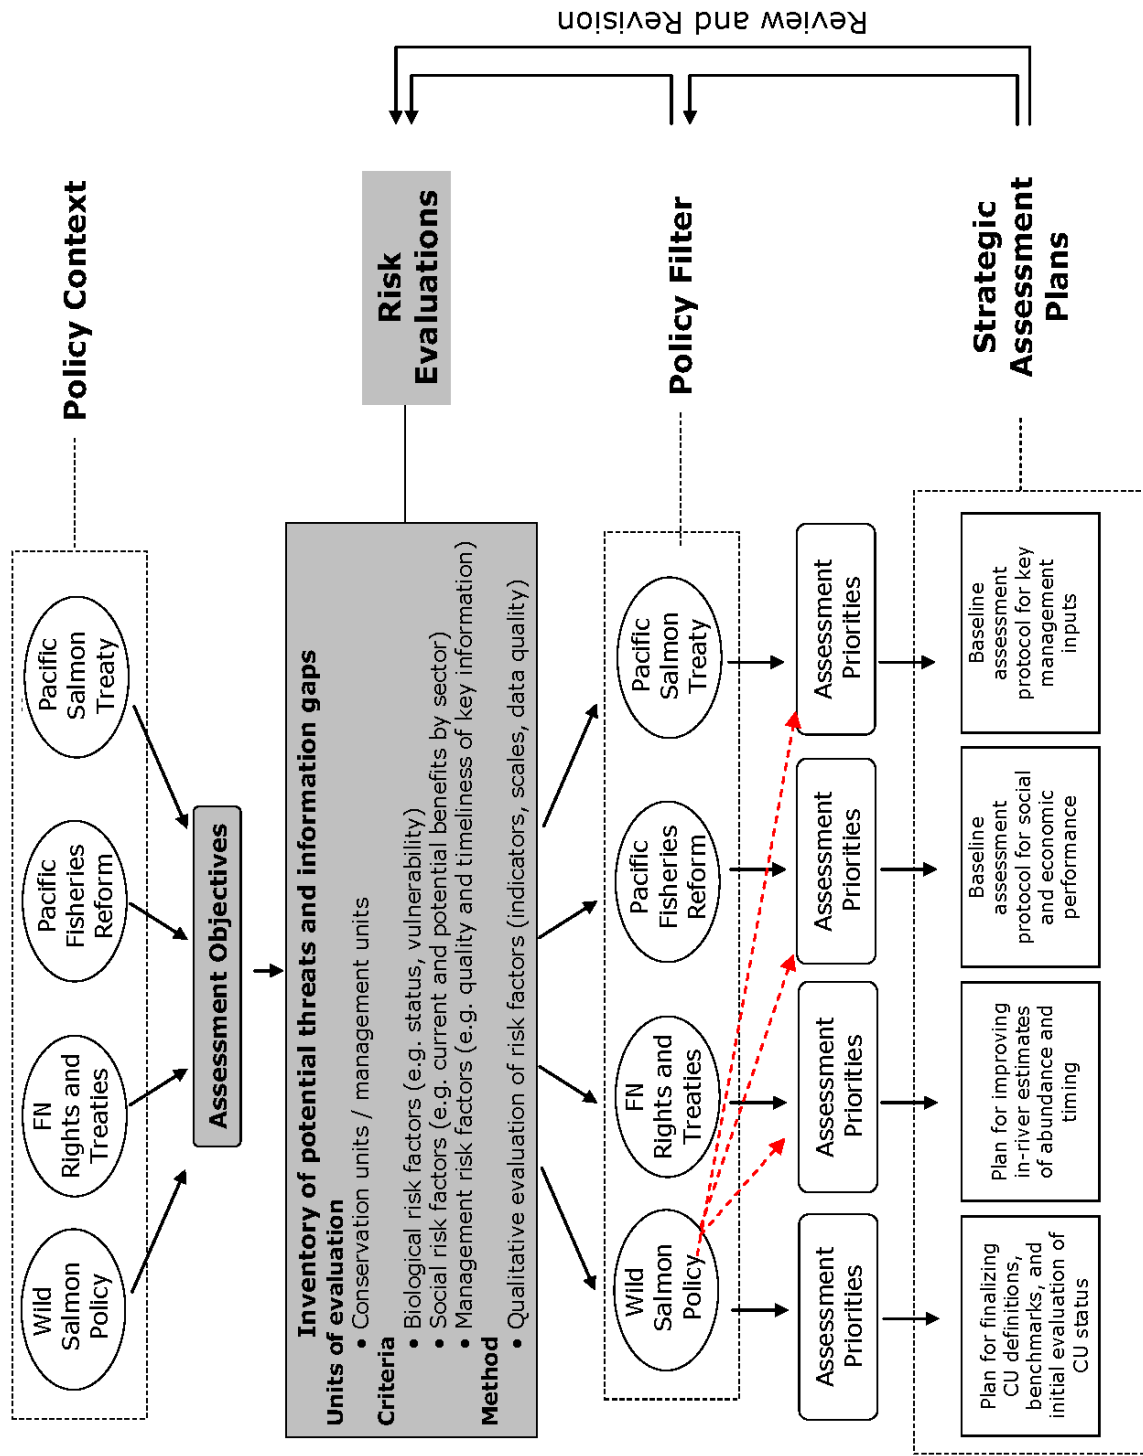 Wild
Salmon
Policy
FN
Rights and
Treaties
Pacific
Fisheries
Reform
Pacific
Salmon
Treaty
Policy Context
Assessment Objectives
Inventory of potential threats and information gaps
Units of evaluation
• Conservation units / management units
Criteria
• Biological risk factors (e.g. status, vulnerability)
• Social risk factors (e.g. current and potential benefits by sector)
• Management risk factors (e.g. quality and timeliness of key information)
Method
• Qualitative evaluation of risk factors (indicators, scales, data quality)
Risk
Evaluations
Wild
Salmon
Policy
FN
Rights and
Treaties
Pacific
Fisheries
Reform
Pacific
Salmon
Treaty
Policy Filter
Assessment
Priorities
Assessment
Priorities
Assessment
Priorities
Assessment
Priorities
Plan for finalizing
CU definitions,
benchmarks, and
initial evaluation of
CU status
Plan for improving
in-river estimates
of abundance and
timing
Baseline
assessment
protocol for social
and economic
performance
Baseline
assessment
protocol for key
management
inputs
Strategic
Assessment
Plans
Review and Revision